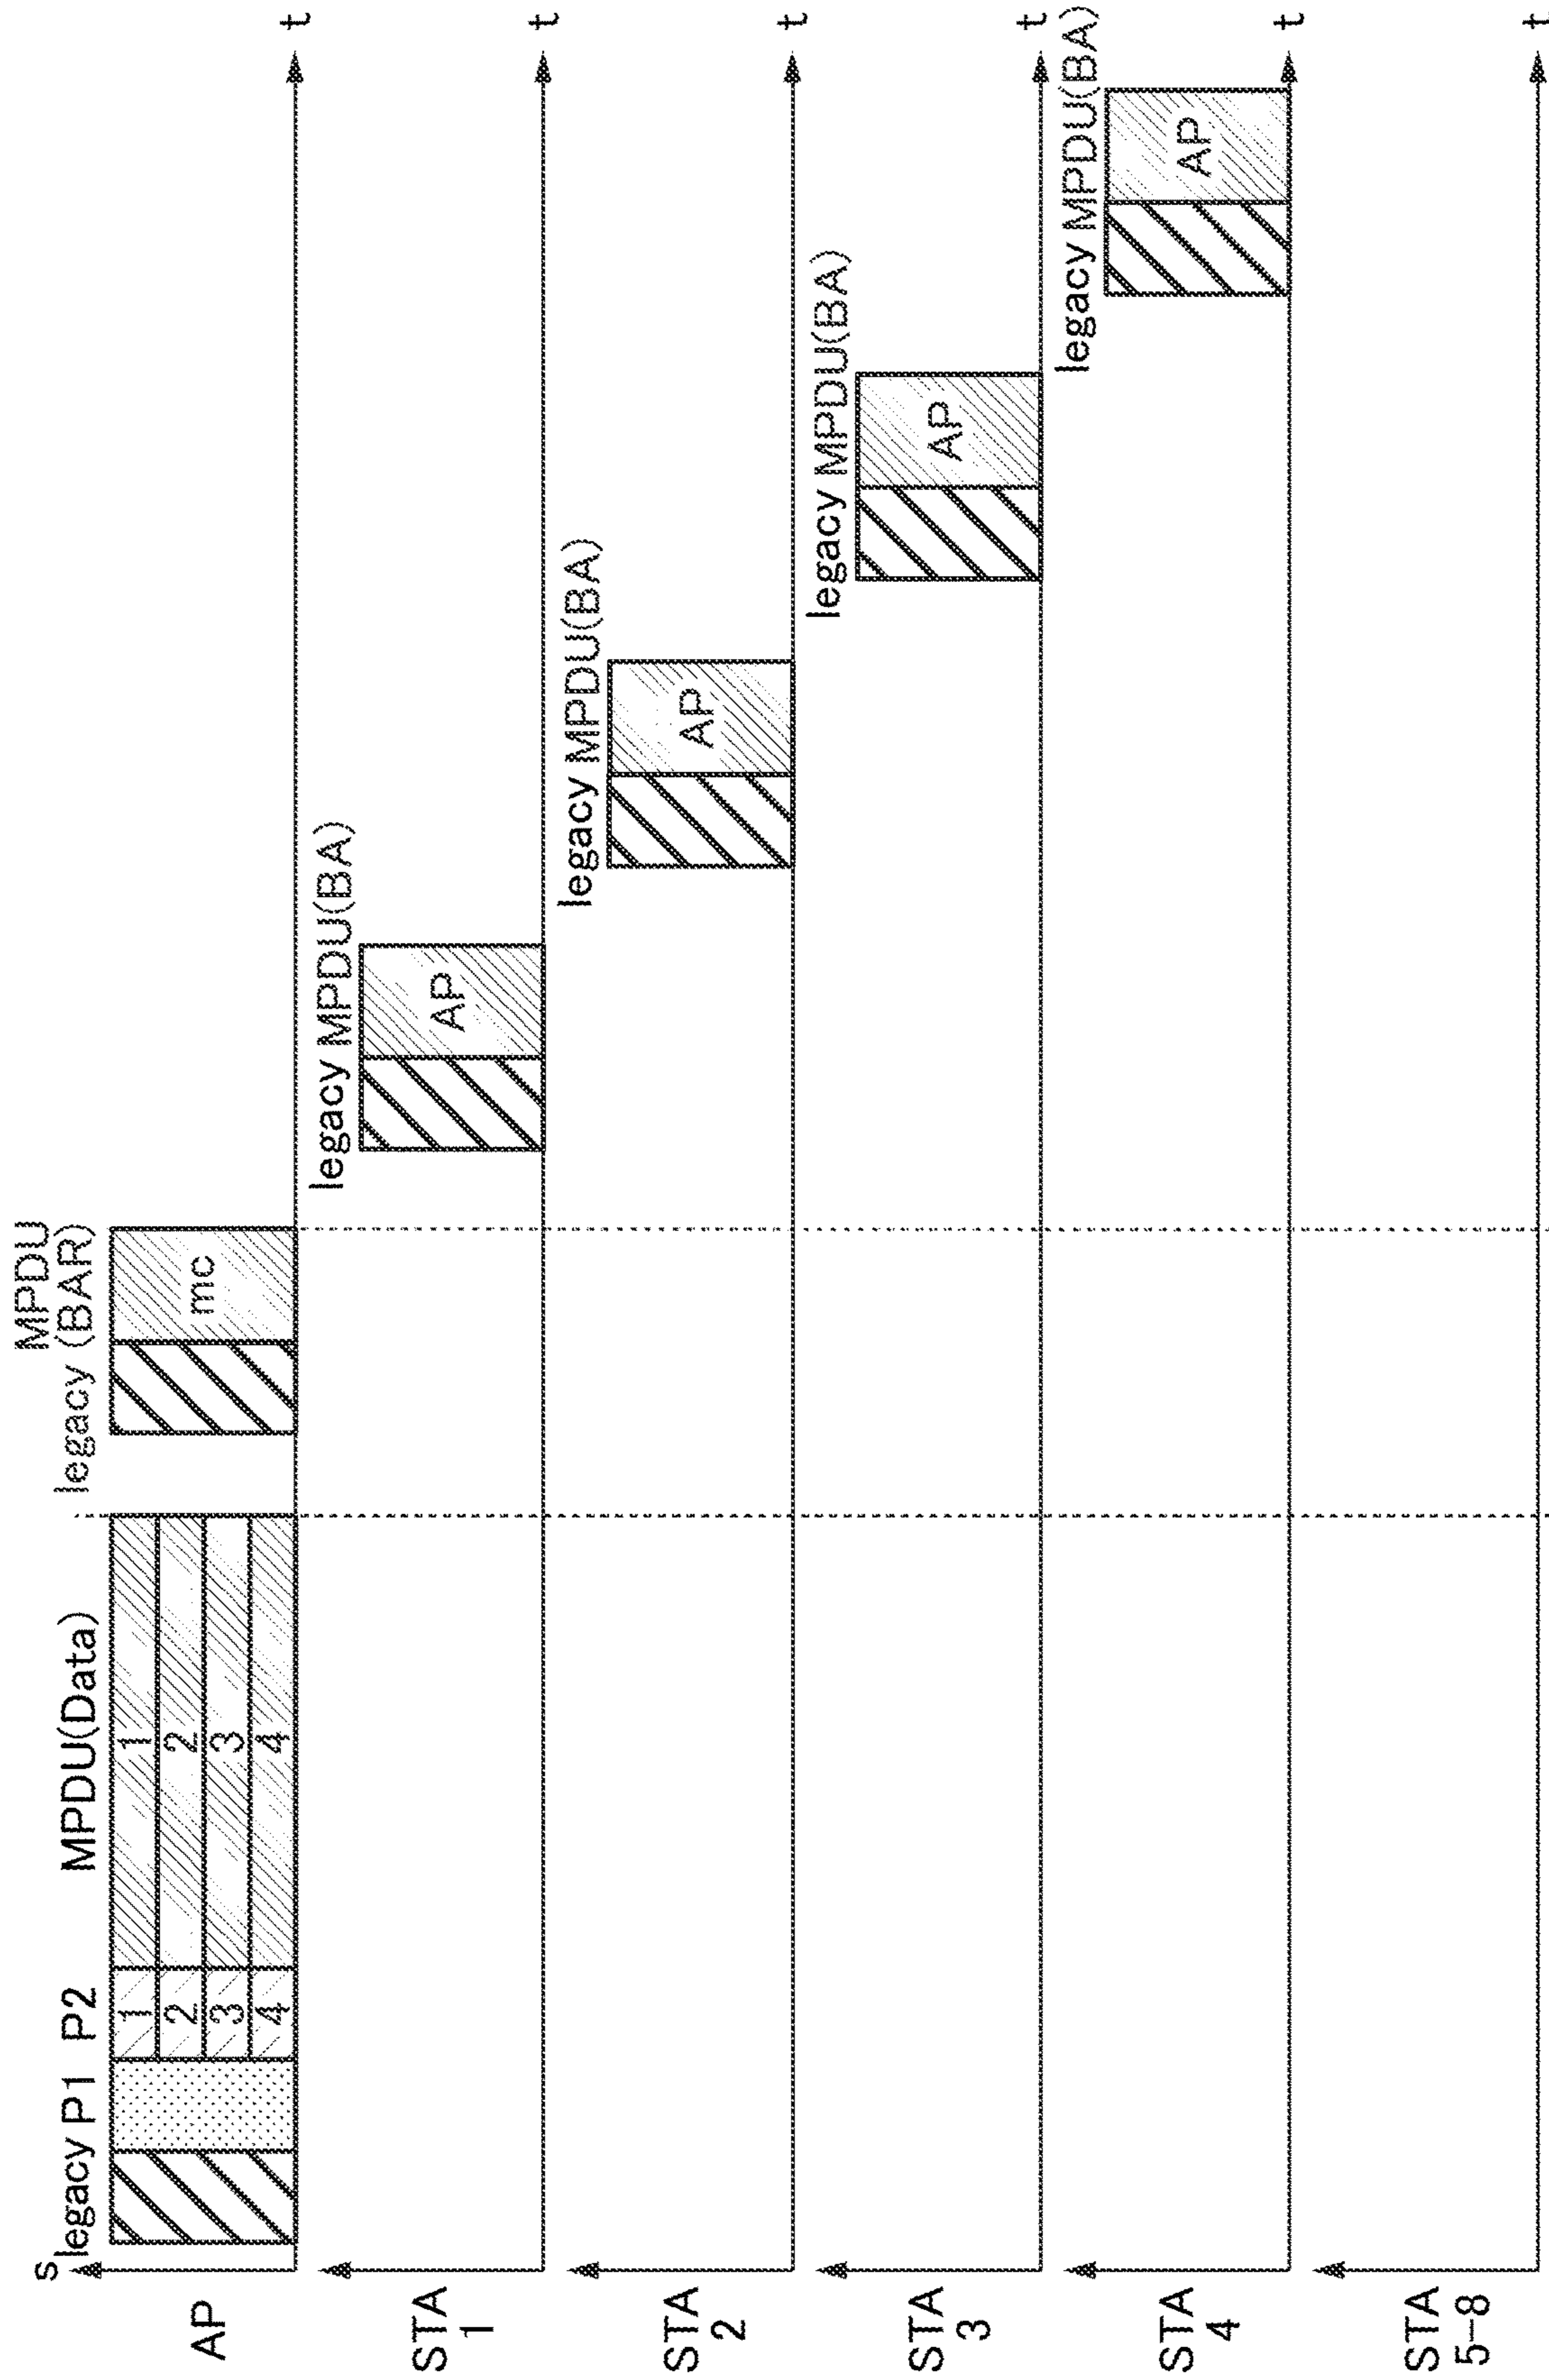 s
legacy P1 P2 MPDU(Data)
MPDU
legacy (BAR)
AP
1
2
3
4
1
2
3
4
mc
t
legacy MPDU(BA)
STA
1
AP
t
legacy MPDU(BA)
STA
2
AP
t
legacy MPDU(BA)
STA
3
AP
t
legacy MPDU(BA)
STA
4
AP
t
STA
5-8
t